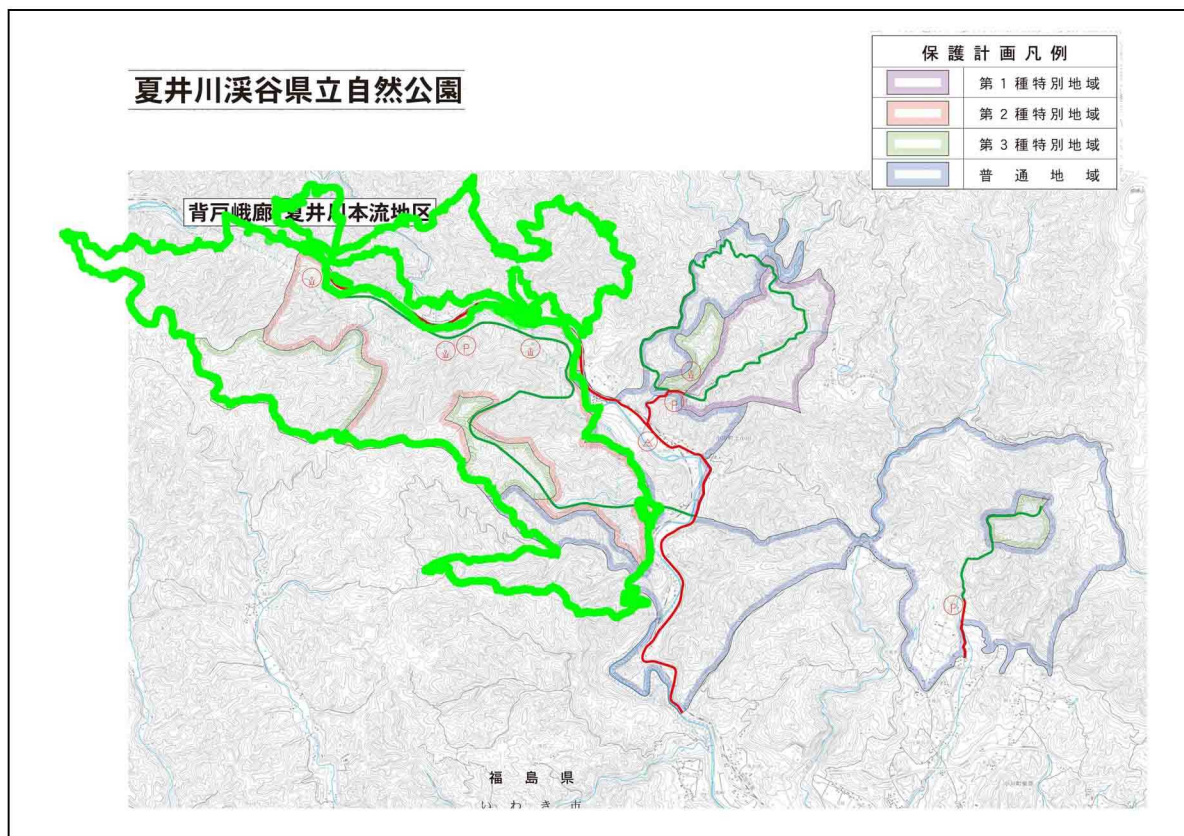 夏井川渓谷県立自然公園
保護計画凡例
第1種特別地域
第2種特別地域
第3種特別地域
普通地域
背戸峨廊 夏井川本流地区
福島県
いわき市